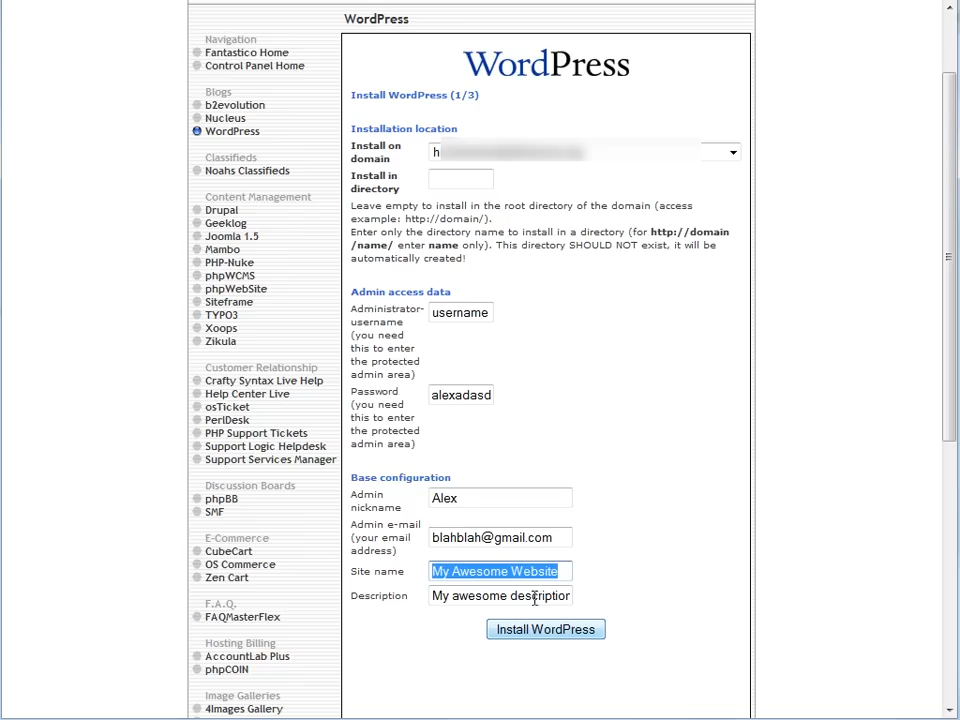 WordPress
Navigation
Fantastico Home
Control Panel Home
Blogs
b2evolution
Nucleus
WordPress
Classifieds
Noahs Classifieds
Content Management
Drupal
Geeklog
Joomla 1.5
Mambo
PHP-Nuke
phpWCMS
phpWebSite
Siteframe
TYPO3
Xoops
Zikula
Customer Relationship
Crafty Syntax Live Help
Help Center Live
osTicket
PerlDesk
PHP Support Tickets
Support Logic Helpdesk
Support Services Manager
Discussion Boards
phpBB
SMF
E-Commerce
CubeCart
OS Commerce
Zen Cart
F.A.Q.
FAQMasterFlex
Hosting Billing
AccountLab Plus
phpCOIN
Image Galleries
4Images Gallery
WordPress
Install WordPress (1/3)
Installation location
Install on
domain
h
Install in
directory
Leave empty to install in the root directory of the domain (access
example: http://domain/).
Enter only the directory name to install in a directory (for http://domain
/name/ enter name only). This directory SHOULD NOT exist, it will be
automatically created!
Admin access data
Administrator-
username
(you need
this to enter
the protected
admin area)
username
Password
(you need
this to enter
the protected
admin area)
alexadasd
Base configuration
Admin
nickname
Alex
Admin e-mail
(your email
address)
blahblah@gmail.com
Site name
My Awesome Website
Description
My awesome description
Install WordPress